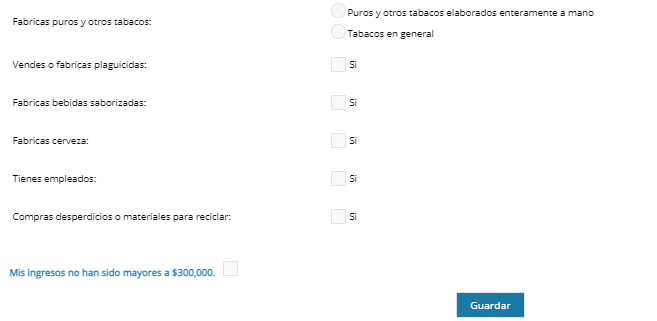 Fabricas puros y otros tabacos:
Puros y otros tabacos elaborados enteramente a mano
Tabacos en general
Vendes o fabricas plaguicidas:
Si
Fabricas bebidas saborizadas:
Si
Fabricas cerveza:
Si
Tienes empleados:
Si
Compras desperdicios o materiales para reciclar:
Si
Mis ingresos no han sido mayores a $300,000.
Guardar